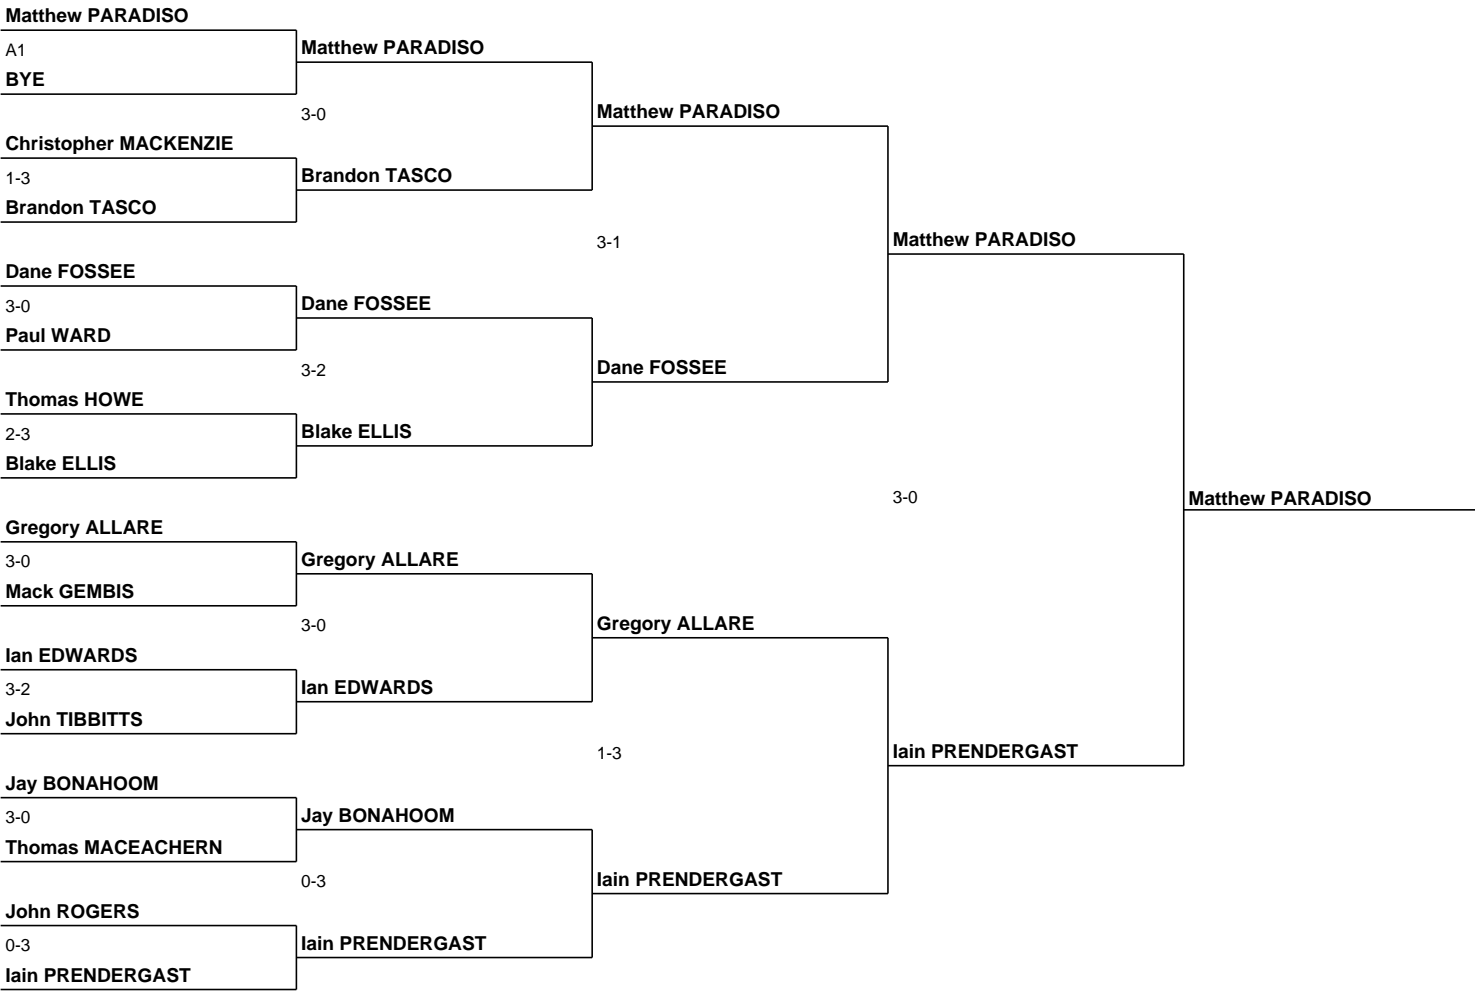 Matthew PARADISO
A1
BYE
Christopher MACKENZIE
1-3
Brandon TASCO
Dane FOSSEE
3-0
Paul WARD
Thomas HOWE
2-3
Blake ELLIS
Gregory ALLARE
3-0
Mack GEMBIS
Ian EDWARDS
3-2
John TIBBITTS
Jay BONAHOOM
3-0
Thomas MACEACHERN
John ROGERS
0-3
Iain PRENDERGAST
Matthew PARADISO
3-0
Brandon TASCO
Dane FOSSEE
3-2
Blake ELLIS
Gregory ALLARE
3-0
Ian EDWARDS
Jay BONAHOOM
0-3
Iain PRENDERGAST
Matthew PARADISO
3-1
Dane FOSSEE
Gregory ALLARE
1-3
Iain PRENDERGAST
Matthew PARADISO
3-0
Iain PRENDERGAST
Matthew PARADISO